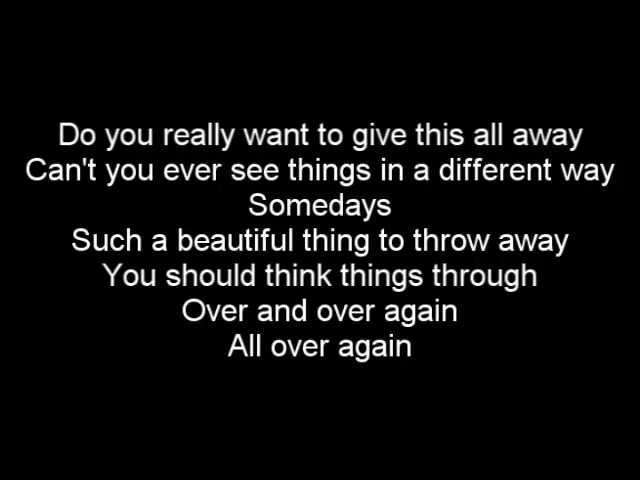 Do you really want to give this all away
Can't you ever see things in a different way
Somedays
Such a beautiful thing to throw away
You should think things through
Over and over again
All over again